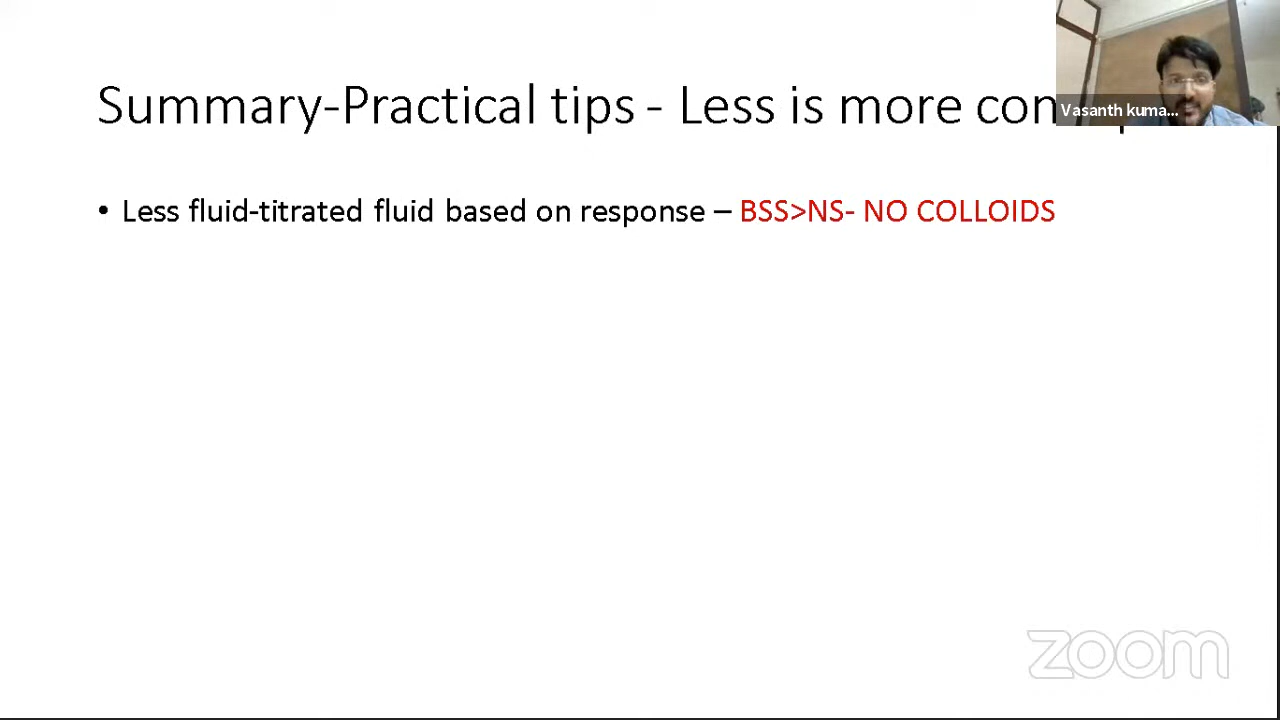 Summary-Practical tips - Less is more
Vasanth kuma...
• Less fluid-titrated fluid based on response – BSS>NS- NO COLLOIDS
zoom